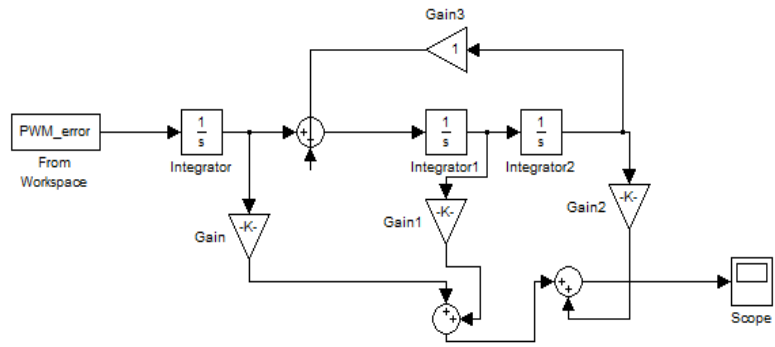 Gain3
1
PWM_error
From
Workspace
1
s
Integrator
+
-
1
s
Integrator1
1
s
Integrator2
-K-
Gain
-K-
Gain1
-K-
Gain2
+
+
+
+
Scope